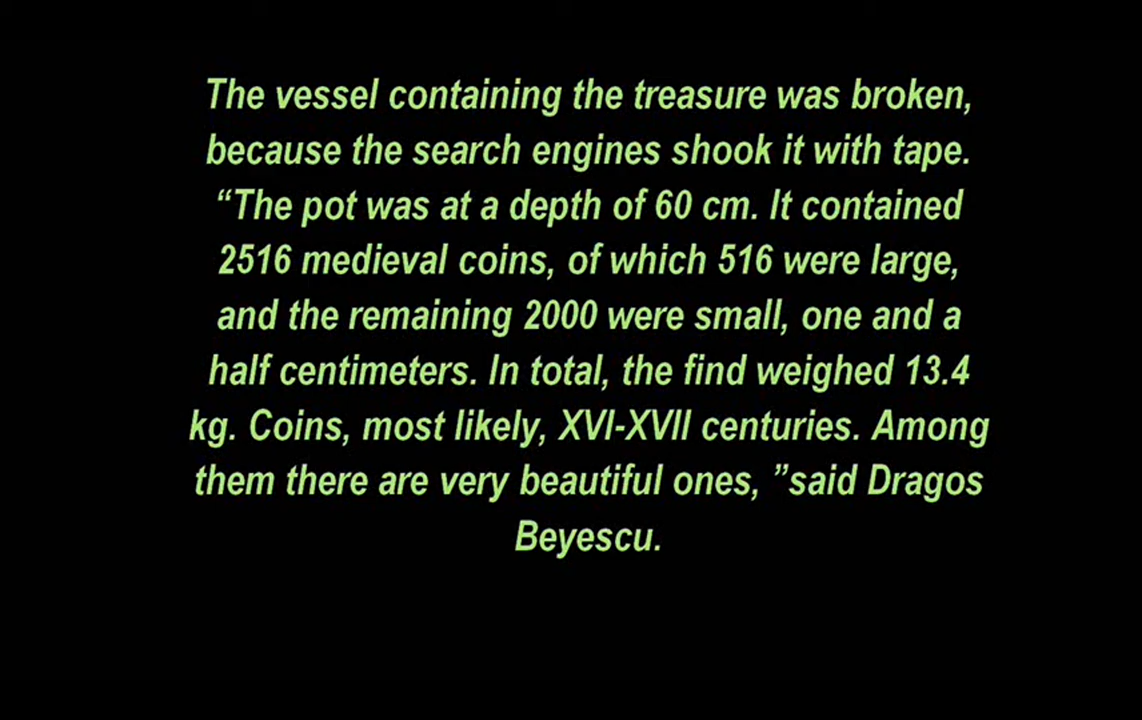 The vessel containing the treasure was broken,
because the search engines shook it with tape.
“The pot was at a depth of 60 cm. It contained
2516 medieval coins, of which 516 were large,
and the remaining 2000 were small, one and a
half centimeters. In total, the find weighed 13.4
kg. Coins, most likely, XVI-XVII centuries. Among
them there are very beautiful ones, ”said Dragos
Beyescu.